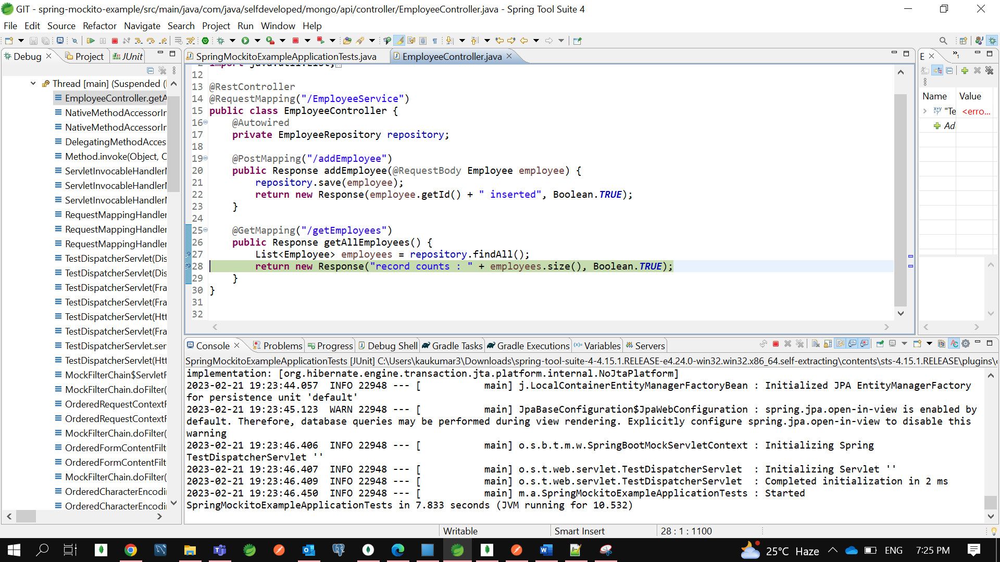 GIT - spring-mockito-example/src/main/java/com/java/selfdeveloped/mongo/api/controller/EmployeeController.java - Spring Tool Suite 4
File Edit Source Refactor Navigate Search Project Run Window Help
Debug Project JUnit
Thread [main] (Suspended (
EmployeeController.getA
NativeMethodAccessorIr
NativeMethodAccessorIr
DelegatingMethodAcces
Method.invoke(Object, C
ServletInvocableHandler
ServletInvocableHandler
ServletInvocableHandler
RequestMappingHandler
RequestMappingHandler
RequestMappingHandler
TestDispatcherServlet(Dis
TestDispatcherServlet(Dis
TestDispatcherServlet(Fra
TestDispatcherServlet(Fra
TestDispatcherServlet(Htt
TestDispatcherServlet(Fra
TestDispatcherServlet.ser
TestDispatcherServlet(Htt
MockFilterChain$ServletF
MockFilterChain.doFilter(
OrderedRequestContextF
OrderedRequestContextF
MockFilterChain.doFilter(
OrderedFormContentFilt
OrderedFormContentFilt
MockFilterChain.doFilter(
OrderedCharacterEncodi
OrderedCharacterEncodi
SpringMockitoExampleApplicationTests.java EmployeeController.java
import java.util.List;
12
13 @RestController
14 @RequestMapping("/EmployeeService")
15 public class EmployeeController {
16 @Autowired
17 private EmployeeRepository repository;
18
19 @PostMapping("/addEmployee")
20 public Response addEmployee(@RequestBody Employee employee) {
21 repository.save(employee);
22 return new Response(employee.getId() + " inserted", Boolean.TRUE);
23 }
24
25 @GetMapping("/getEmployees")
26 public Response getAllEmployees() {
27 List<Employee> employees = repository.findAll();
28 return new Response("record counts : " + employees.size(), Boolean.TRUE);
29 }
30 }
31
32
E
Name Value
"Te <erro...
Ad
Console Problems Progress Debug Shell Gradle Tasks Gradle Executions Variables Servers
SpringMockitoExampleApplicationTests [JUnit] C:\Users\kaukumar3\Downloads\spring-tool-suite-4-4.15.1.RELEASE-e4.24.0-win32.win32.x86_64.self-extracting\contents\sts-4.15.1.RELEASE\plugins\
implementation: [org.hibernate.engine.transaction.jta.platform.internal.NoJtaPlatform]
2023-02-21 19:23:44.057 INFO 22948 --- [ main] j.LocalContainerEntityManagerFactoryBean : Initialized JPA EntityManagerFactory
for persistence unit 'default'
2023-02-21 19:23:45.123 WARN 22948 --- [ main] JpaBaseConfiguration$JpaWebConfiguration : spring.jpa.open-in-view is enabled by
default. Therefore, database queries may be performed during view rendering. Explicitly configure spring.jpa.open-in-view to disable this
warning
2023-02-21 19:23:46.406 INFO 22948 --- [ main] o.s.b.t.m.w.SpringBootMockServletContext : Initializing Spring
TestDispatcherServlet ''
2023-02-21 19:23:46.407 INFO 22948 --- [ main] o.s.t.web.servlet.TestDispatcherServlet : Initializing Servlet ''
2023-02-21 19:23:46.409 INFO 22948 --- [ main] o.s.t.web.servlet.TestDispatcherServlet : Completed initialization in 2 ms
2023-02-21 19:23:46.450 INFO 22948 --- [ main] m.a.SpringMockitoExampleApplicationTests : Started
SpringMockitoExampleApplicationTests in 7.833 seconds (JVM running for 10.532)
Writable Smart Insert 28 : 1 : 1100
25°C Haze ENG 7:25 PM